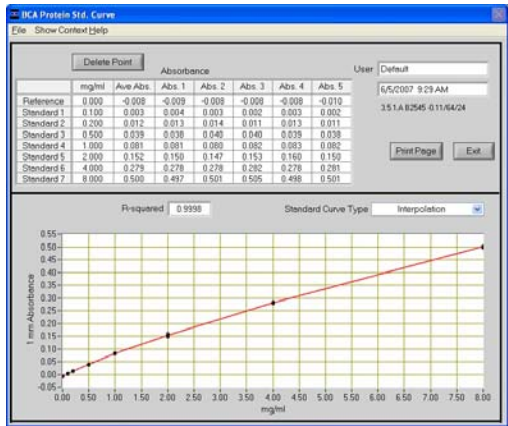 BCA Protein Std. Curve
File Show Context Help
Delete Point
Absorbance
User Default
6/5/2007 9:29 AM
3.5.1.A B2545 0.11/64/24
Print Page Exit
mg/ml Ave Abs. Abs. 1 Abs. 2 Abs. 3 Abs. 4 Abs. 5
Reference 0.000 -0.008 -0.009 -0.008 -0.008 -0.008 -0.010
Standard 1 0.100 0.003 0.004 0.003 0.002 0.003 0.002
Standard 2 0.200 0.012 0.013 0.014 0.011 0.013 0.011
Standard 3 0.500 0.039 0.038 0.040 0.040 0.039 0.038
Standard 4 1.000 0.081 0.081 0.080 0.082 0.083 0.082
Standard 5 2.000 0.152 0.150 0.147 0.153 0.160 0.150
Standard 6 4.000 0.279 0.278 0.278 0.282 0.278 0.281
Standard 7 8.000 0.500 0.497 0.501 0.505 0.498 0.501
R-squared 0.9998
Standard Curve Type Interpolation
1 mm Absorbance
0.55
0.50
0.45
0.40
0.35
0.30
0.25
0.20
0.15
0.10
0.05
0.00
-0.05
0.00 0.50 1.00 1.50 2.00 2.50 3.00 3.50 4.00 4.50 5.00 5.50 6.00 6.50 7.00 7.50 8.00
mg/ml